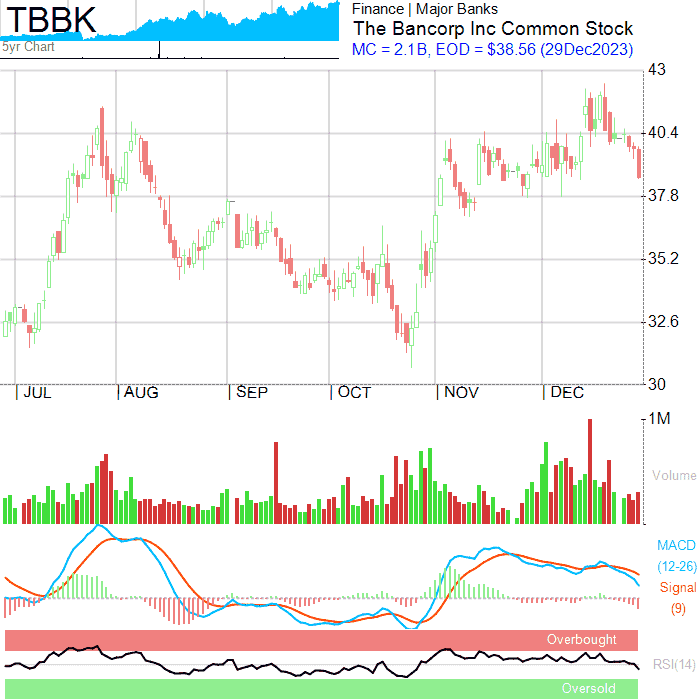 TBBK
5yr Chart
Finance | Major Banks
The Bancorp Inc Common Stock
MC = 2.1B, EOD = $38.56 (29Dec2023)
43
40.4
37.8
35.2
32.6
30
JUL AUG SEP OCT NOV DEC
1M
Volume
MACD
(12-26)
Signal
(9)
Overbought
RSI(14)
Oversold